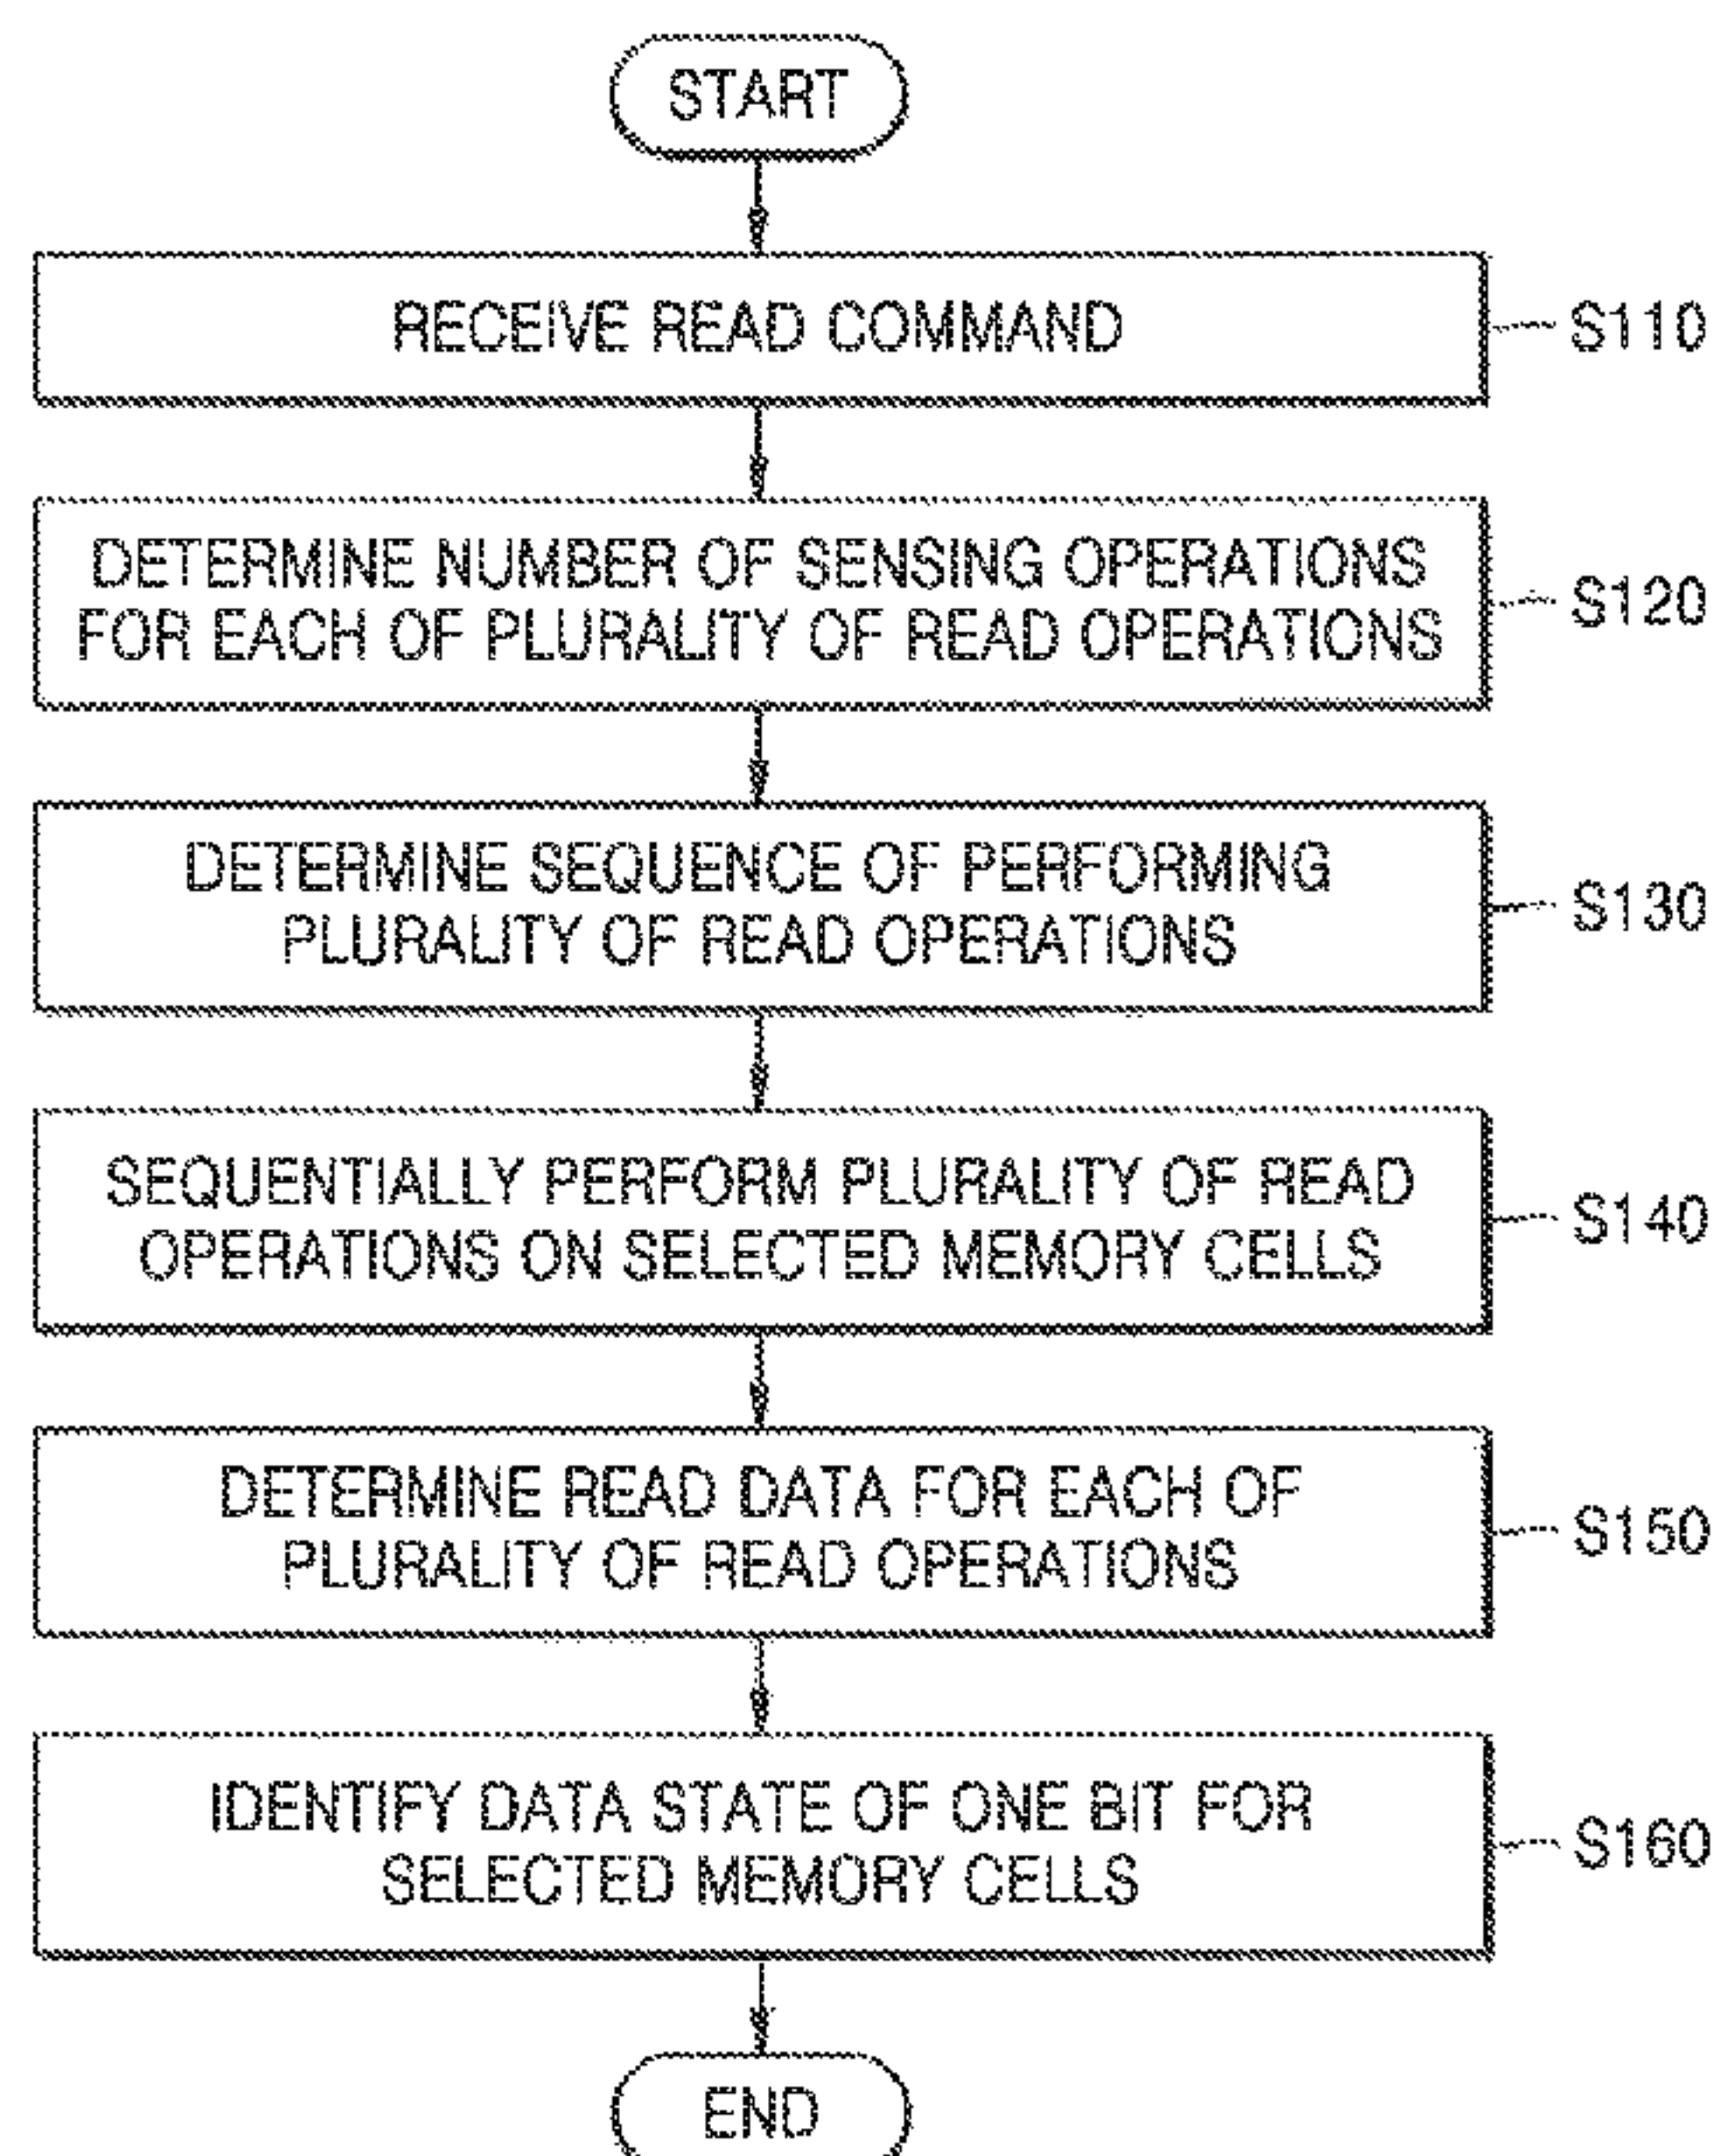 START
RECEIVE READ COMMAND
S110
DETERMINE NUMBER OF SENSING OPERATIONS
FOR EACH OF PLURALITY OF READ OPERATIONS
S120
DETERMINE SEQUENCE OF PERFORMING
PLURALITY OF READ OPERATIONS
S130
SEQUENTIALLY PERFORM PLURALITY OF READ
OPERATIONS ON SELECTED MEMORY CELLS
S140
DETERMINE READ DATA FOR EACH OF
PLURALITY OF READ OPERATIONS
S150
IDENTIFY DATA STATE OF ONE BIT FOR
SELECTED MEMORY CELLS
S160
END